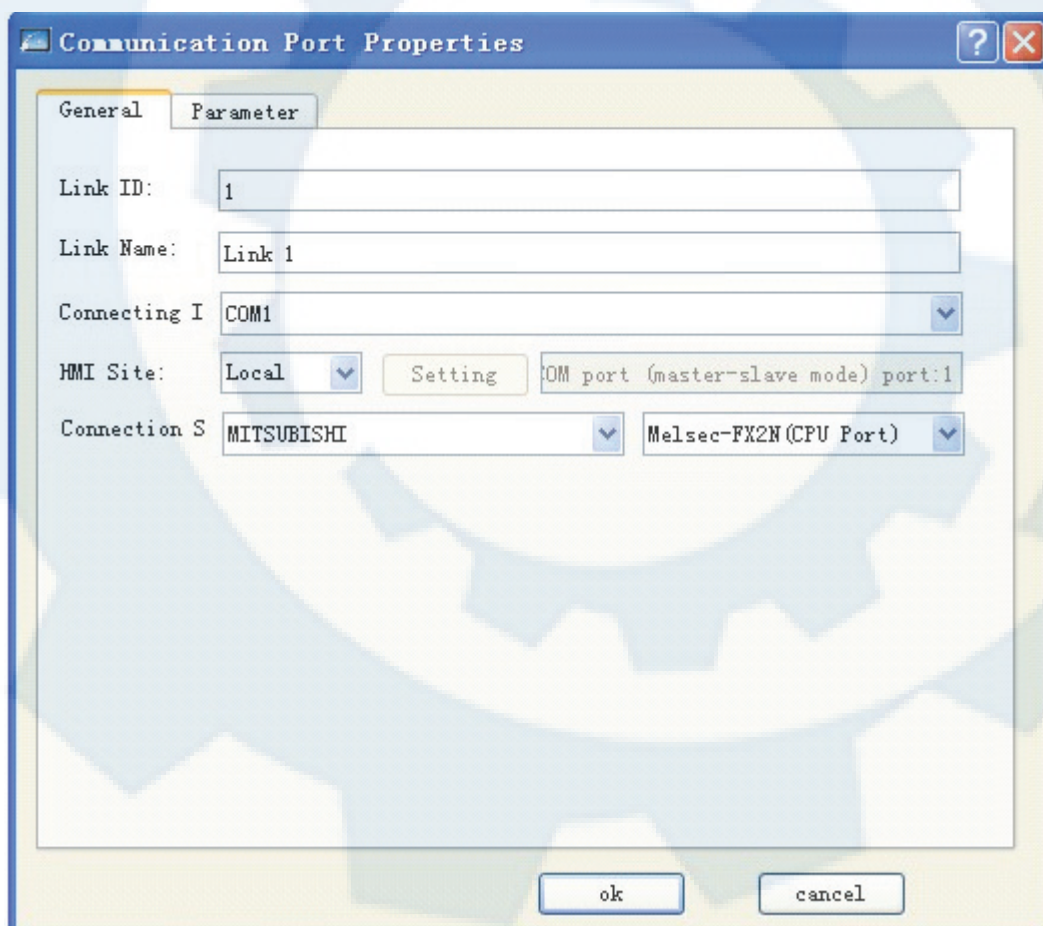 Communication Port Properties
General Parameter
Link ID: 1
Link Name: Link 1
Connecting I COM1
HMI Site: Local Setting OM port (master-slave mode) port:1
Connection S MITSUBISHI Melsec-FX2N(CPU Port)
ok cancel